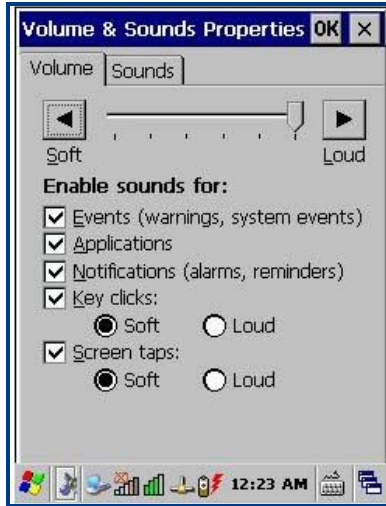 Volume & Sounds Properties OK ×
Volume Sounds
Soft Loud
Enable sounds for:
Events (warnings, system events)
Applications
Notifications (alarms, reminders)
Key clicks:
Soft Loud
Screen taps:
Soft Loud
12:23 AM